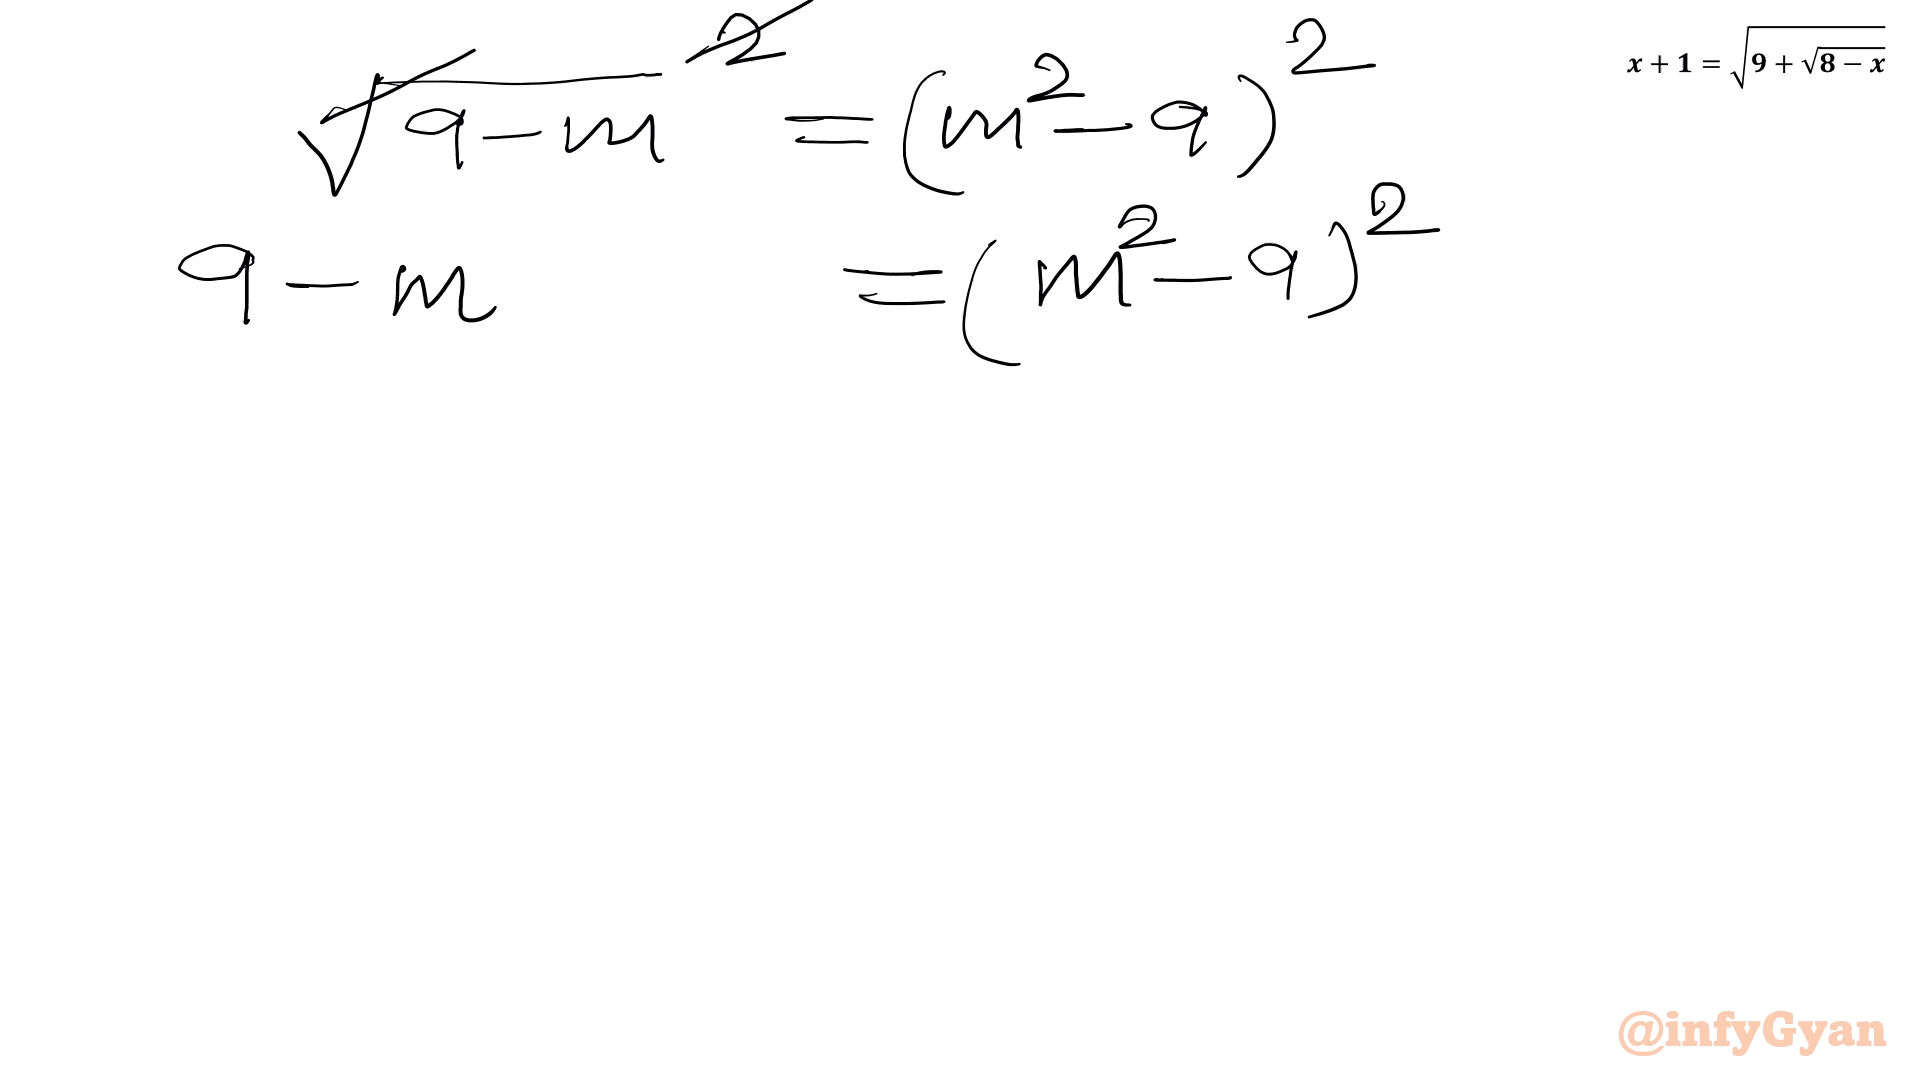 x + 1 = √(9 + √(8 − x))
√(9 − m)² = (m² − 9)²
9 − m = (m² − 9)²
@infyGyan